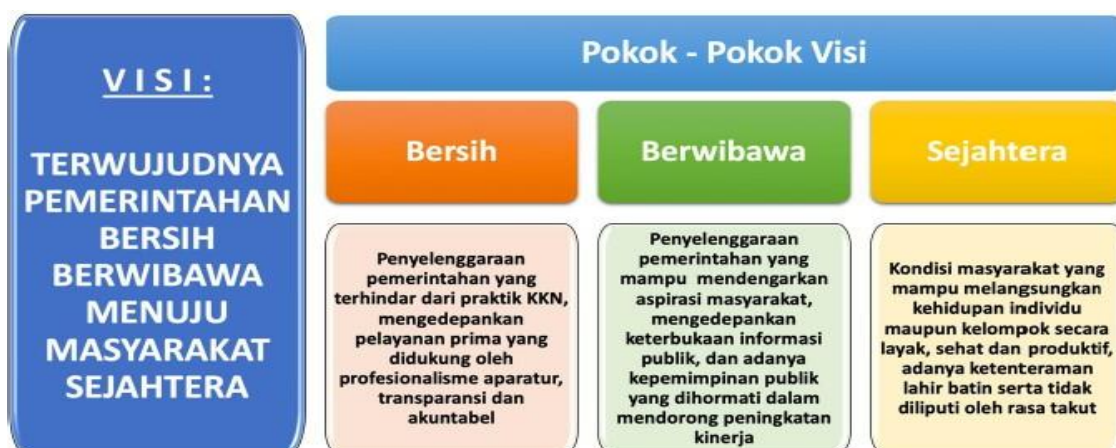 V I S I :
TERWUJUDNYA
PEMERINTAHAN
BERSIH
BERWIBAWA
MENUJU
MASYARAKAT
SEJAHTERA
Pokok - Pokok Visi
Bersih
Penyelenggaraan
pemerintahan yang
terhindar dari praktik KKN,
mengedepankan
pelayanan prima yang
didukung oleh
profesionalisme aparatur,
transparansi dan
akuntabel
Berwibawa
Penyelenggaraan
pemerintahan yang
mampu mendengarkan
aspirasi masyarakat,
mengedepankan
keterbukaan informasi
publik, dan adanya
kepemimpinan publik
yang dihormati dalam
mendorong peningkatan
kinerja
Sejahtera
Kondisi masyarakat yang
mampu melangsungkan
kehidupan individu
maupun kelompok secara
layak, sehat dan produktif,
adanya ketenteraman
lahir batin serta tidak
diliputi oleh rasa takut